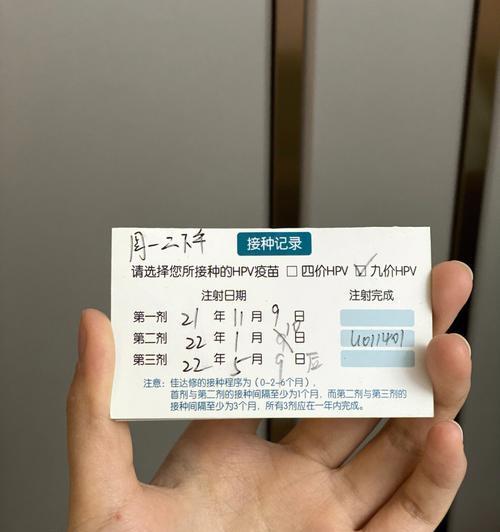 周一二下午
接种记录
请选择您所接种的HPV疫苗 □ 四价HPV ☑ 九价HPV
注射日期 注射完成
第一剂 21 年 11 月 9 日
第二剂 22 年 1 月 日 U011401
第三剂 22 年 5 月 9 日 后
注意：佳达修的接种程序为（0-2-6个月），
首剂与第二剂的接种间隔至少为1个月，而第二剂与第三剂的
接种间隔至少为3个月，所有3剂应在一年内完成。